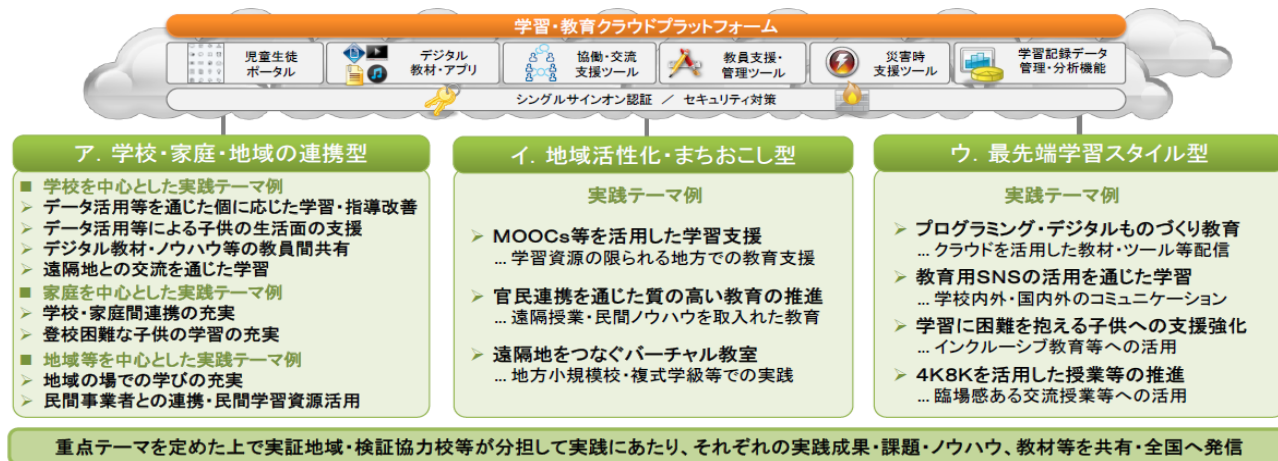 学習・教育クラウドプラットフォーム
児童生徒
ポータル
デジタル
教材・アプリ
協働・交流
支援ツール
教員支援・
管理ツール
災害時
支援ツール
学習記録データ
管理・分析機能
シングルサインオン認証 ／ セキュリティ対策
ア．学校・家庭・地域の連携型
■ 学校を中心とした実践テーマ例
➢ データ活用等を通じた個に応じた学習・指導改善
➢ データ活用等による子供の生活面の支援
➢ デジタル教材・ノウハウ等の教員間共有
➢ 遠隔地との交流を通じた学習
■ 家庭を中心とした実践テーマ例
➢ 学校・家庭間連携の充実
➢ 登校困難な子供の学習の充実
■ 地域等を中心とした実践テーマ例
➢ 地域の場での学びの充実
➢ 民間事業者との連携・民間学習資源活用
イ．地域活性化・まちおこし型
実践テーマ例
➢ MOOCs等を活用した学習支援
... 学習資源の限られる地方での教育支援
➢ 官民連携を通じた質の高い教育の推進
... 遠隔授業・民間ノウハウを取入れた教育
➢ 遠隔地をつなぐバーチャル教室
... 地方小規模校・複式学級等での実践
ウ．最先端学習スタイル型
実践テーマ例
➢ プログラミング・デジタルものづくり教育
... クラウドを活用した教材・ツール等配信
➢ 教育用SNSの活用を通じた学習
... 学校内外・国内外のコミュニケーション
➢ 学習に困難を抱える子供への支援強化
... インクルーシブ教育等への活用
➢ 4K8Kを活用した授業等の推進
... 臨場感ある交流授業等への活用
重点テーマを定めた上で実証地域・検証協力校等が分担して実践にあたり、それぞれの実践成果・課題・ノウハウ、教材等を共有・全国へ発信